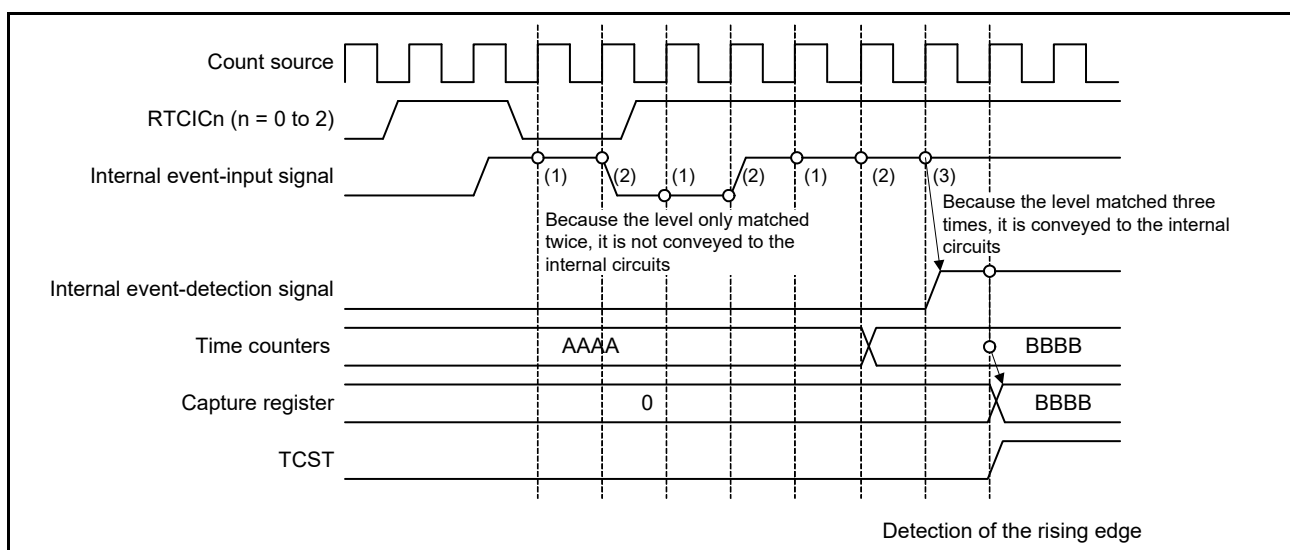 Count source
RTCICn (n = 0 to 2)
Internal event-input signal
(1)
(2)
(1)
(2)
(1)
(2)
(3)
Because the level only matched
twice, it is not conveyed to the
internal circuits
Because the level matched three
times, it is conveyed to the internal
circuits
Internal event-detection signal
Time counters
AAAA
BBBB
Capture register
0
BBBB
TCST
Detection of the rising edge